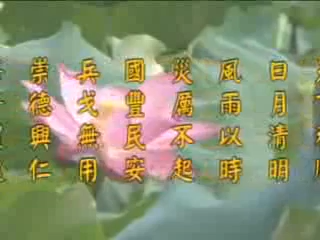 日月清明
風雨以時
災厲不起
國豐民安
兵戈無用
崇德興仁